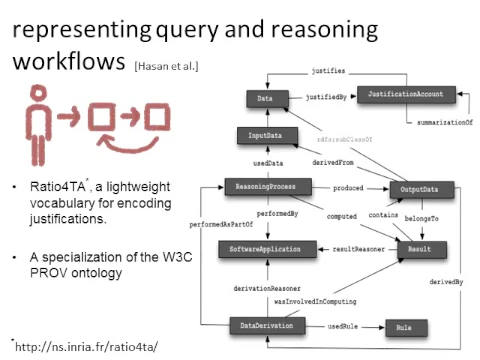 representing query and reasoning
workflows [Hasan et al.]
justifies
Data
justifiedBy
JustificationAccount
summarizationOf
InputData
rdfs:subClassOf
derivedFrom
usedData
ReasoningProcess
produced
OutputData
performedBy
computed
contains
belongsTo
performedAsPartOf
SoftwareApplication
resultReasoner
Result
derivationReasoner
derivedBy
wasInvolvedInComputing
DataDerivation
usedRule
Rule
• Ratio4TA*, a lightweight
vocabulary for encoding
justifications.
• A specialization of the W3C
PROV ontology
*http://ns.inria.fr/ratio4ta/